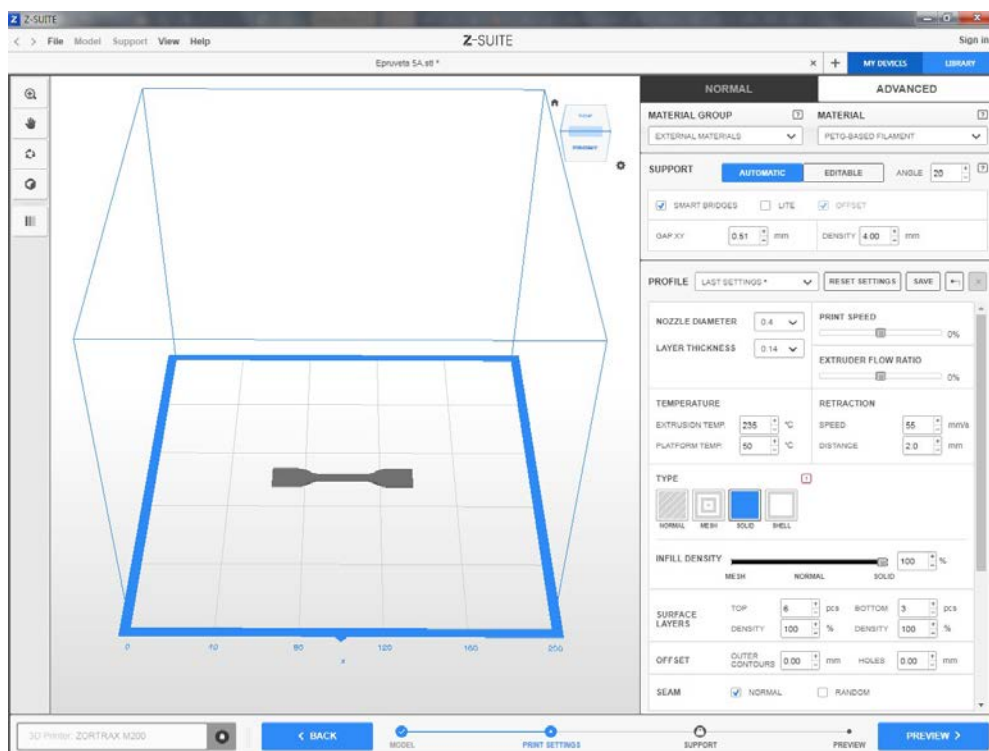 Z-SUITE
< > File Model Support View Help
Z-SUITE
Sign in
Epruveta 5A.stl *
× +
MY DEVICES
LIBRARY
TOP
FRONT
0 40 80 120 160 200
x
NORMAL
ADVANCED
MATERIAL GROUP ? MATERIAL ?
EXTERNAL MATERIALS
PETG-BASED FILAMENT
SUPPORT AUTOMATIC EDITABLE ANGLE 20 ?
SMART BRIDGES LITE OFFSET
GAP XY 0.51 mm DENSITY 4.00 mm
PROFILE LAST SETTINGS * RESET SETTINGS SAVE
NOZZLE DIAMETER 0.4
PRINT SPEED
0%
LAYER THICKNESS 0.14
EXTRUDER FLOW RATIO
0%
TEMPERATURE
RETRACTION
EXTRUSION TEMP. 235 °C
SPEED 55 mm/s
PLATFORM TEMP. 50 °C
DISTANCE 2.0 mm
TYPE
NORMAL MESH SOLID SHELL
INFILL DENSITY 100 %
MESH NORMAL SOLID
SURFACE LAYERS
TOP 6 pcs BOTTOM 3 pcs
DENSITY 100 % DENSITY 100 %
OFFSET OUTER CONTOURS 0.00 mm HOLES 0.00 mm
SEAM NORMAL RANDOM
3D Printer: ZORTRAX M200
< BACK
MODEL
PRINT SETTINGS
SUPPORT
PREVIEW
PREVIEW >